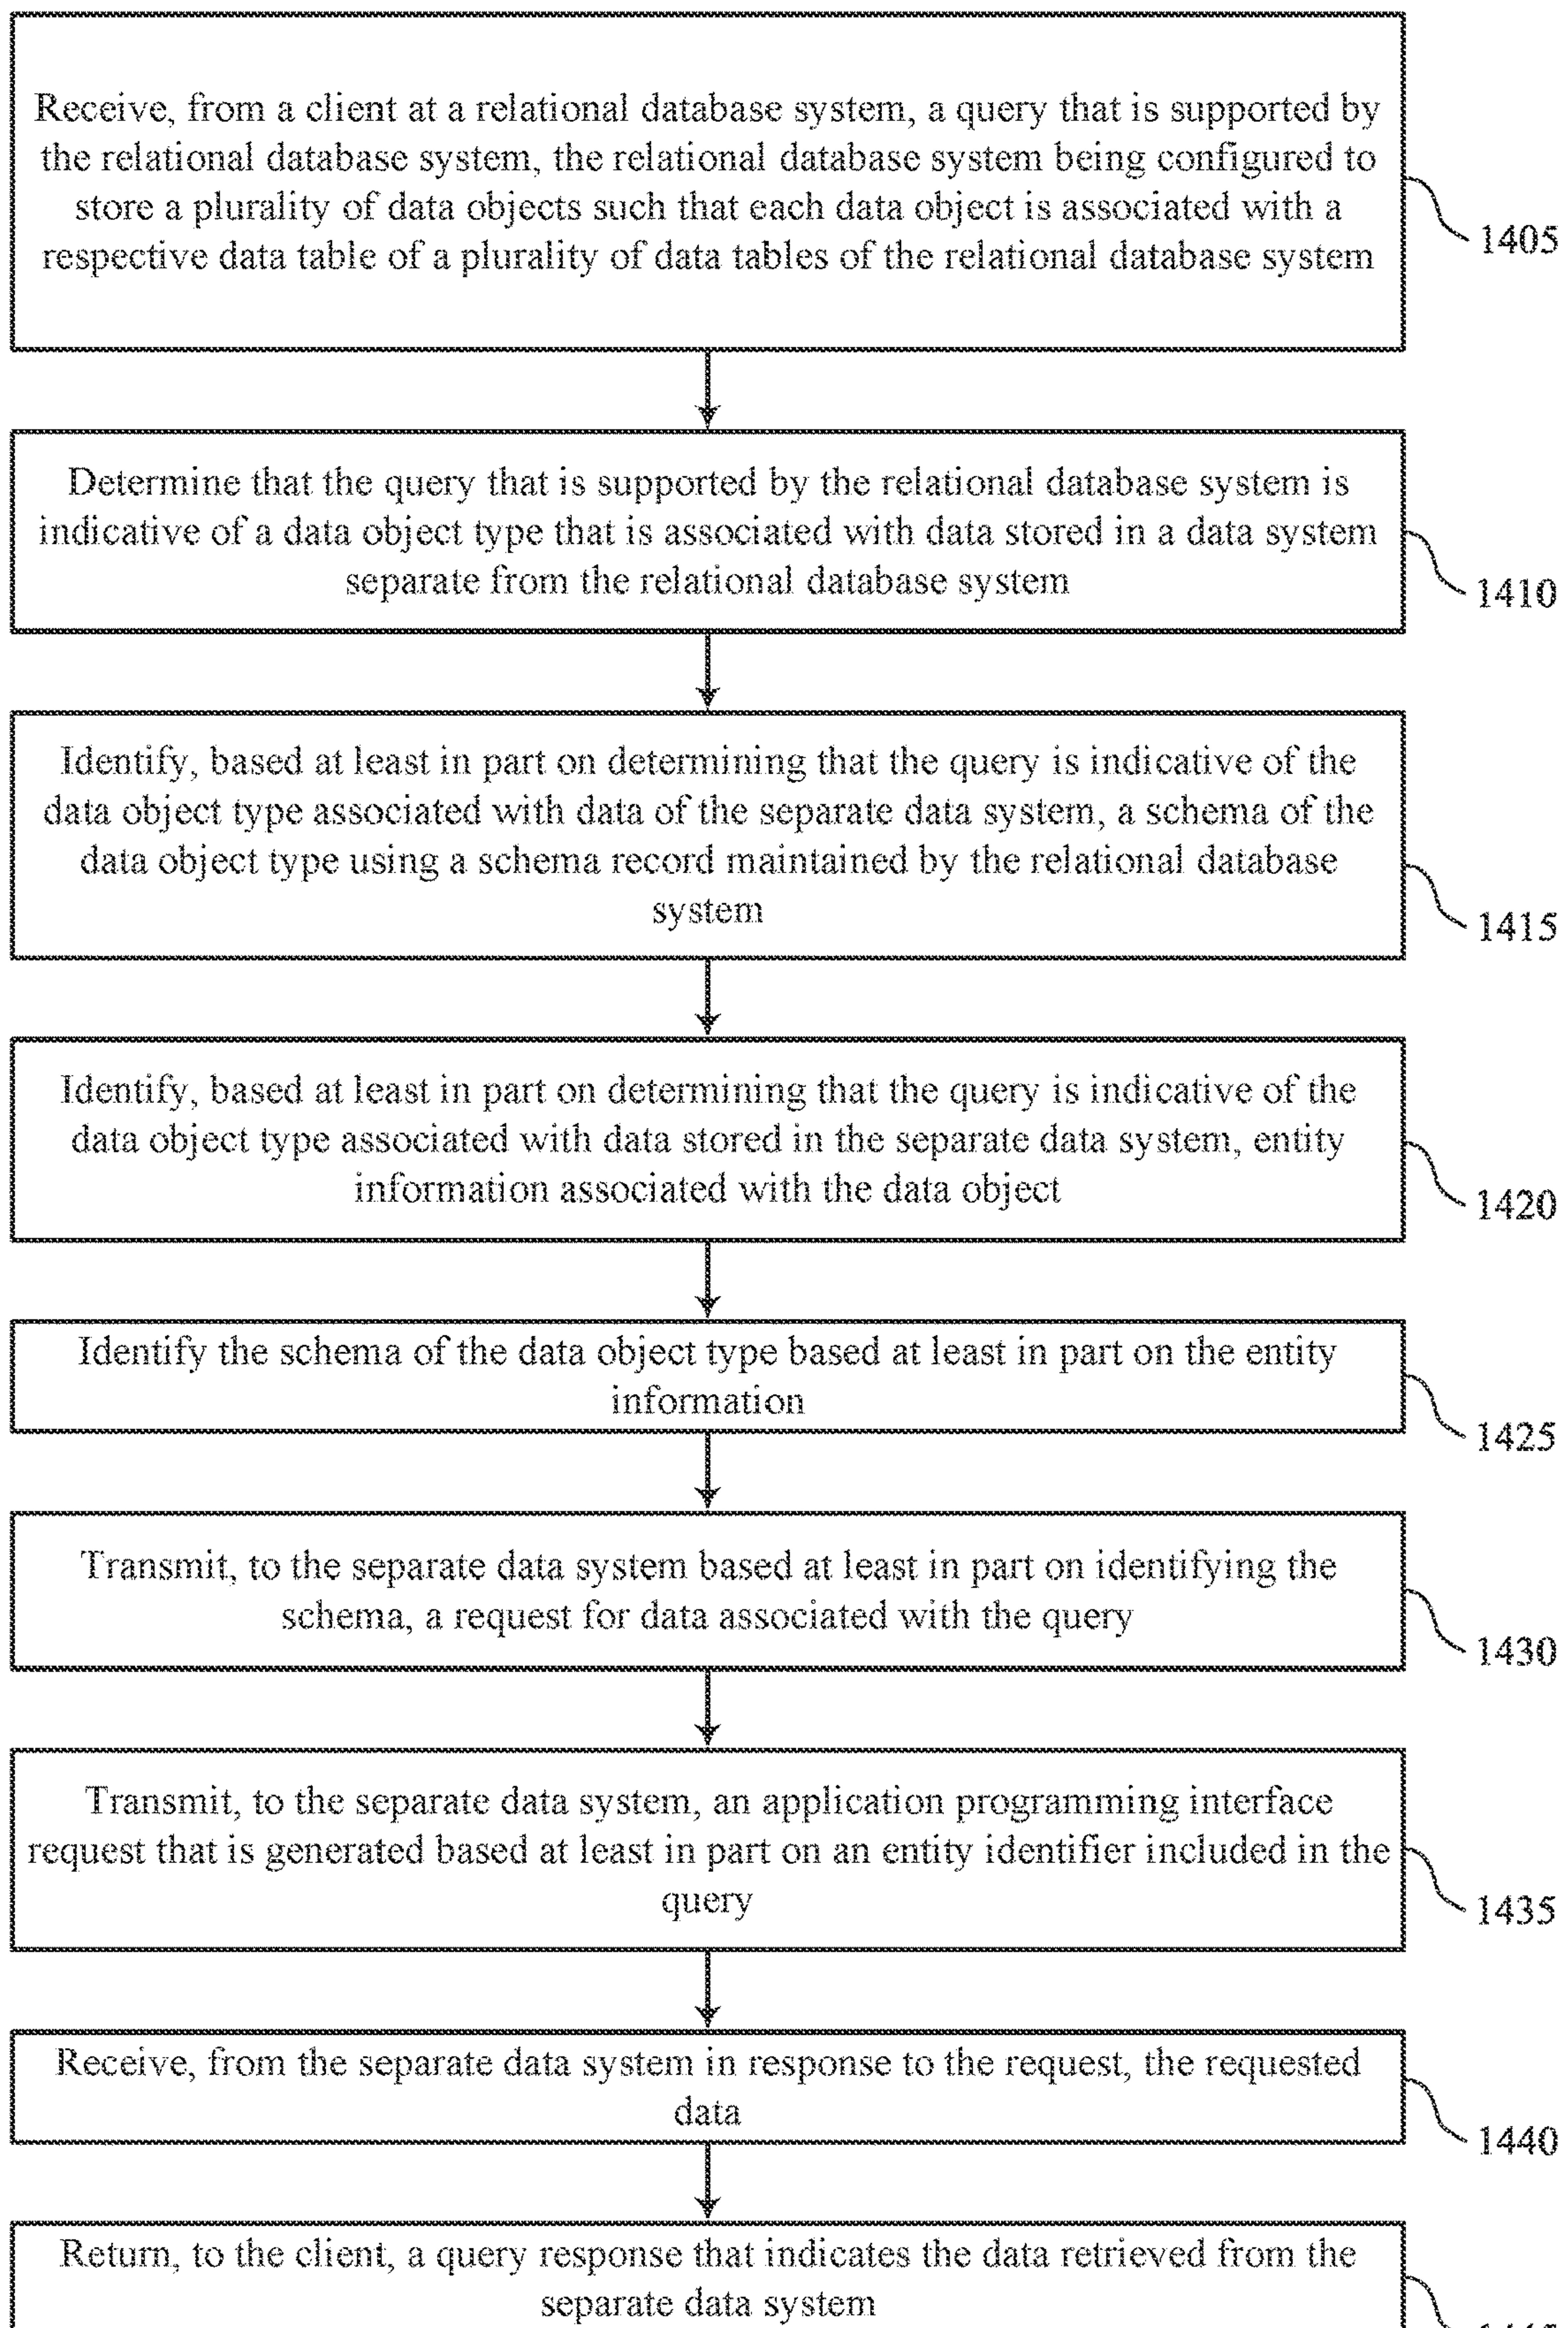 Receive, from a client at a relational database system, a query that is supported by
the relational database system, the relational database system being configured to
store a plurality of data objects such that each data object is associated with a
respective data table of a plurality of data tables of the relational database system
1405
Determine that the query that is supported by the relational database system is
indicative of a data object type that is associated with data stored in a data system
separate from the relational database system
1410
Identify, based at least in part on determining that the query is indicative of the
data object type associated with data of the separate data system, a schema of the
data object type using a schema record maintained by the relational database
system
1415
Identify, based at least in part on determining that the query is indicative of the
data object type associated with data stored in the separate data system, entity
information associated with the data object
1420
Identify the schema of the data object type based at least in part on the entity
information
1425
Transmit, to the separate data system based at least in part on identifying the
schema, a request for data associated with the query
1430
Transmit, to the separate data system, an application programming interface
request that is generated based at least in part on an entity identifier included in the
query
1435
Receive, from the separate data system in response to the request, the requested
data
1440
Return, to the client, a query response that indicates the data retrieved from the
separate data system